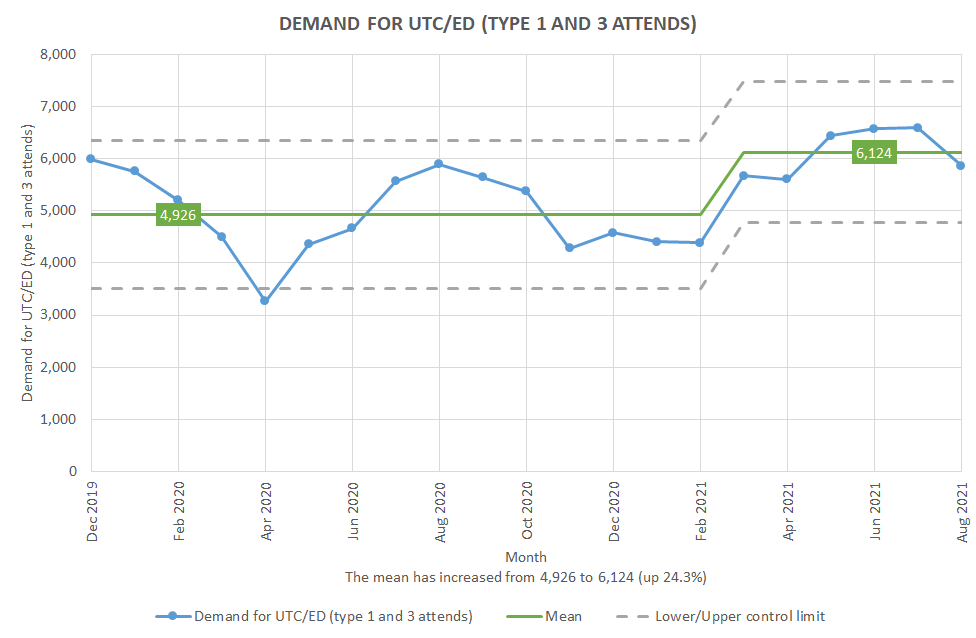 DEMAND FOR UTC/ED (TYPE 1 AND 3 ATTENDS)
Demand for UTC/ED (type 1 and 3 attends)
8,000
7,000
6,000
5,000
4,000
3,000
2,000
1,000
0
4,926
6,124
Dec 2019
Feb 2020
Apr 2020
Jun 2020
Aug 2020
Oct 2020
Dec 2020
Feb 2021
Apr 2021
Jun 2021
Aug 2021
Month
The mean has increased from 4,926 to 6,124 (up 24.3%)
Demand for UTC/ED (type 1 and 3 attends)
Mean
Lower/Upper control limit